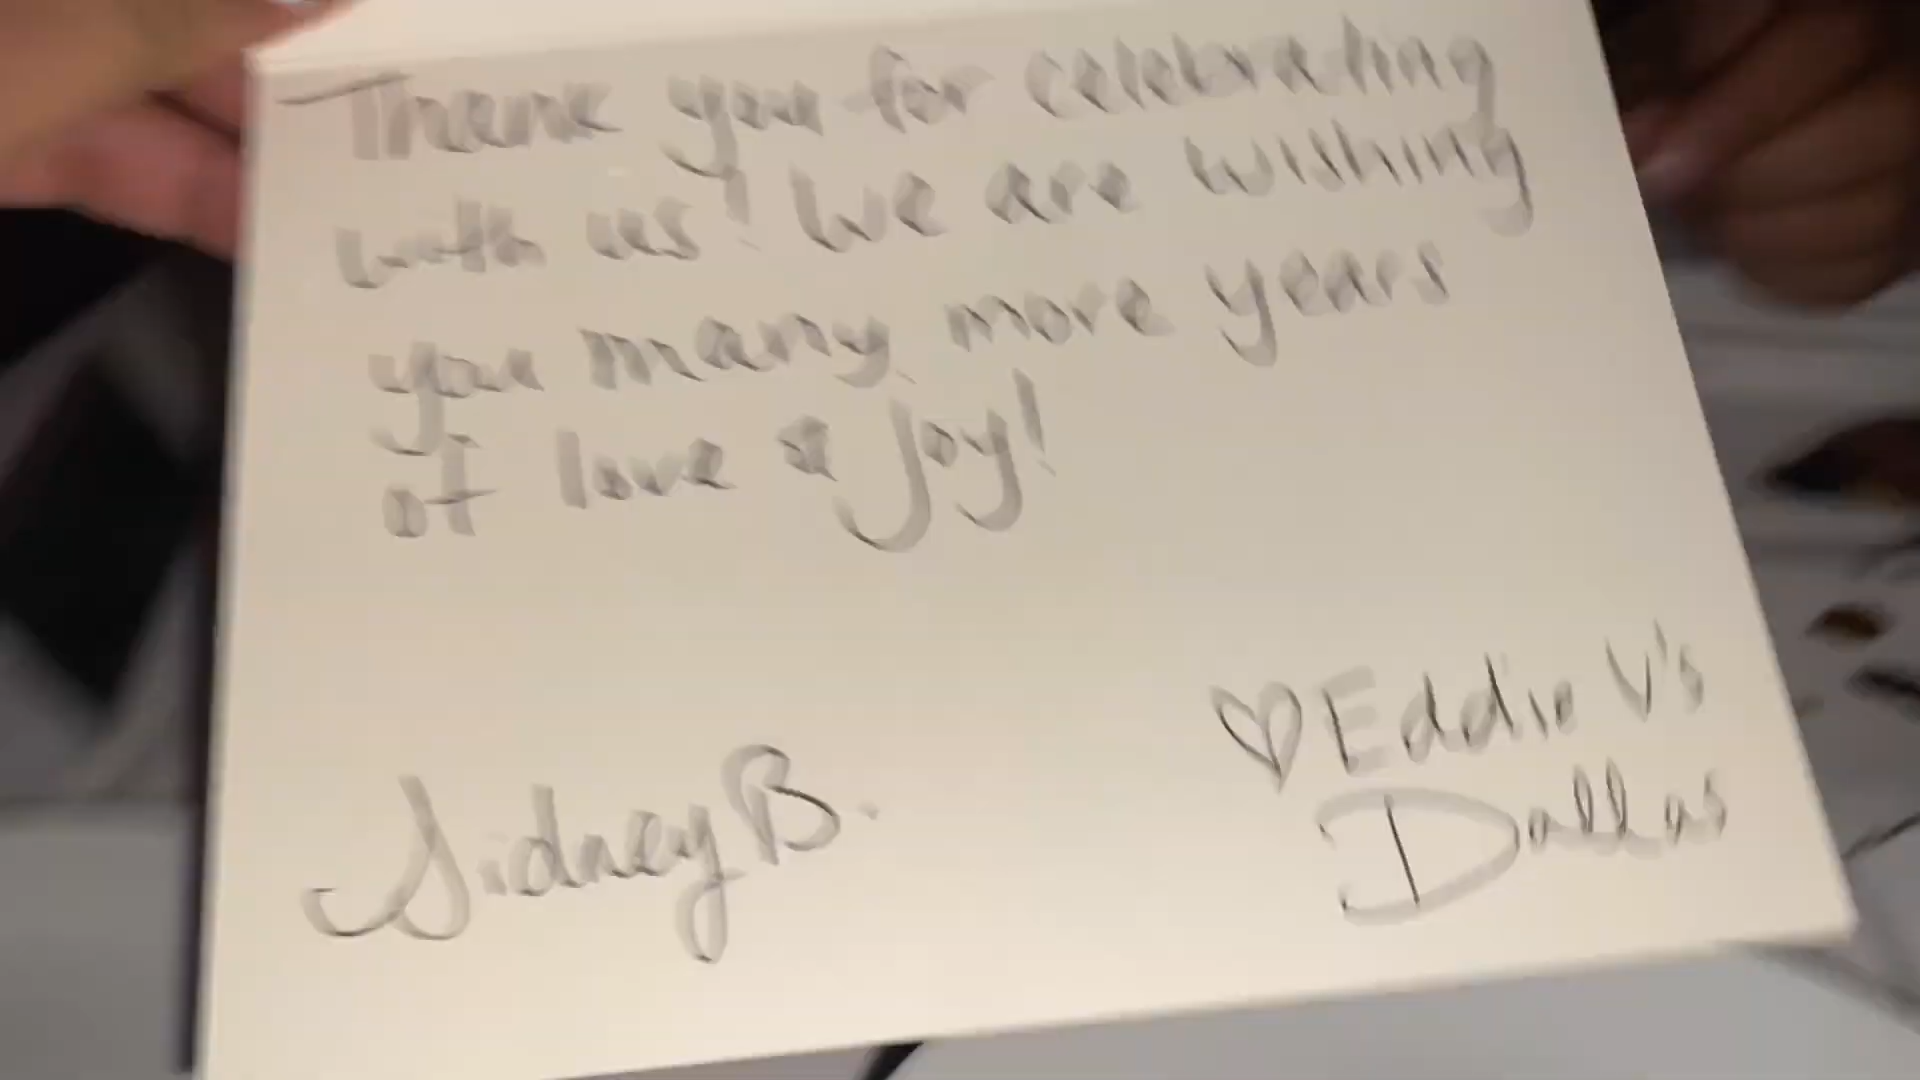 Thank you for celebrating
with us! We are wishing
you many more years
of love & joy!
♡ Eddie V's
Dallas
Sidney B.